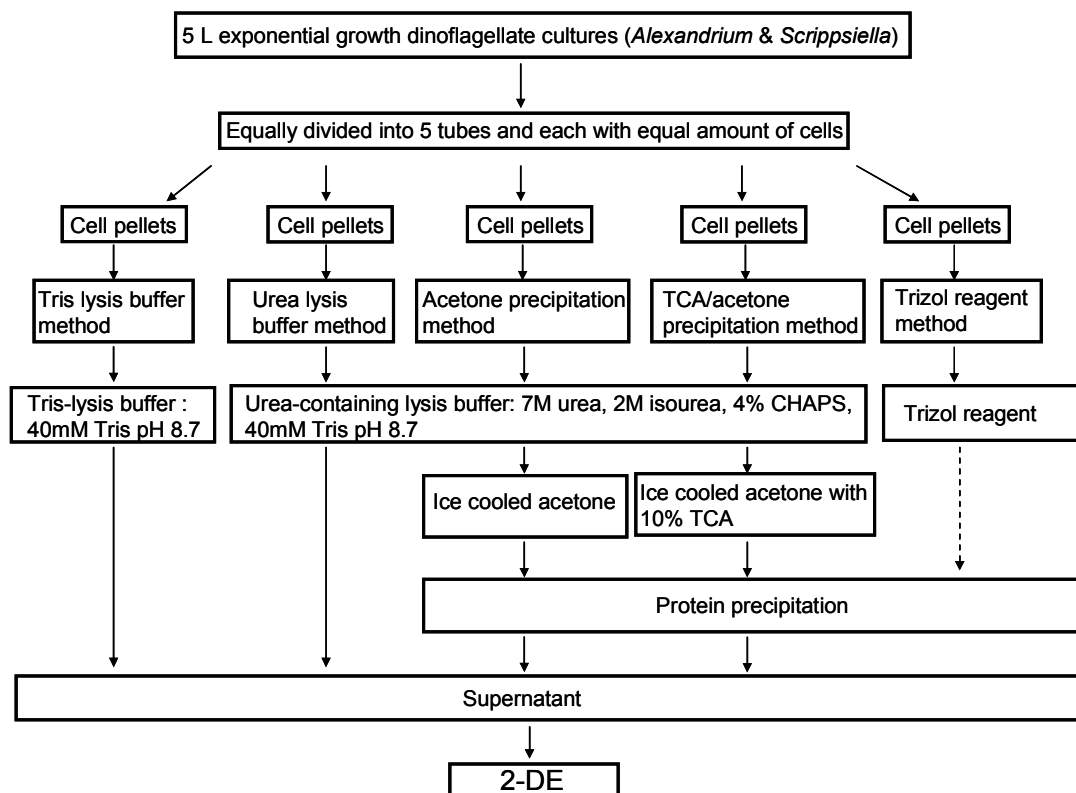 5 L exponential growth dinoflagellate cultures (Alexandrium & Scrippsiella)
Equally divided into 5 tubes and each with equal amount of cells
Cell pellets
Cell pellets
Cell pellets
Cell pellets
Cell pellets
Tris lysis buffer
method
Urea lysis
buffer method
Acetone precipitation
method
TCA/acetone
precipitation method
Trizol reagent
method
Tris-lysis buffer :
40mM Tris pH 8.7
Urea-containing lysis buffer: 7M urea, 2M isourea, 4% CHAPS,
40mM Tris pH 8.7
Trizol reagent
Ice cooled acetone
Ice cooled acetone with
10% TCA
Protein precipitation
Supernatant
2-DE